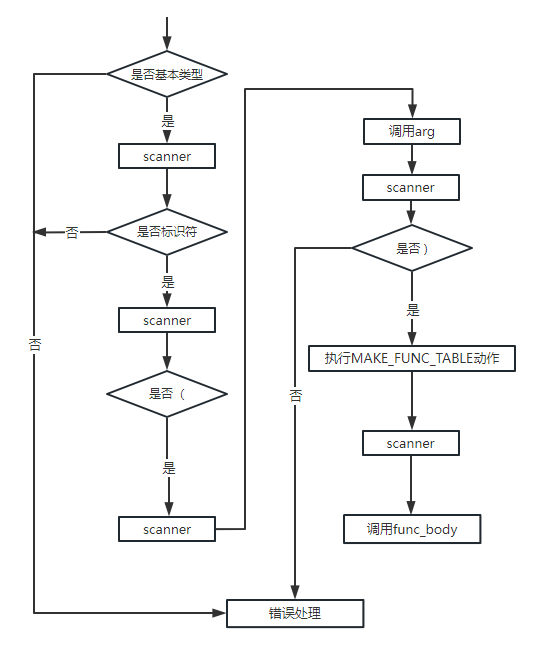 是否基本类型
是
scanner
是否标识符
否
是
scanner
否
是否（
是
scanner
调用arg
scanner
是否）
是
执行MAKE_FUNC_TABLE动作
否
scanner
调用func_body
错误处理